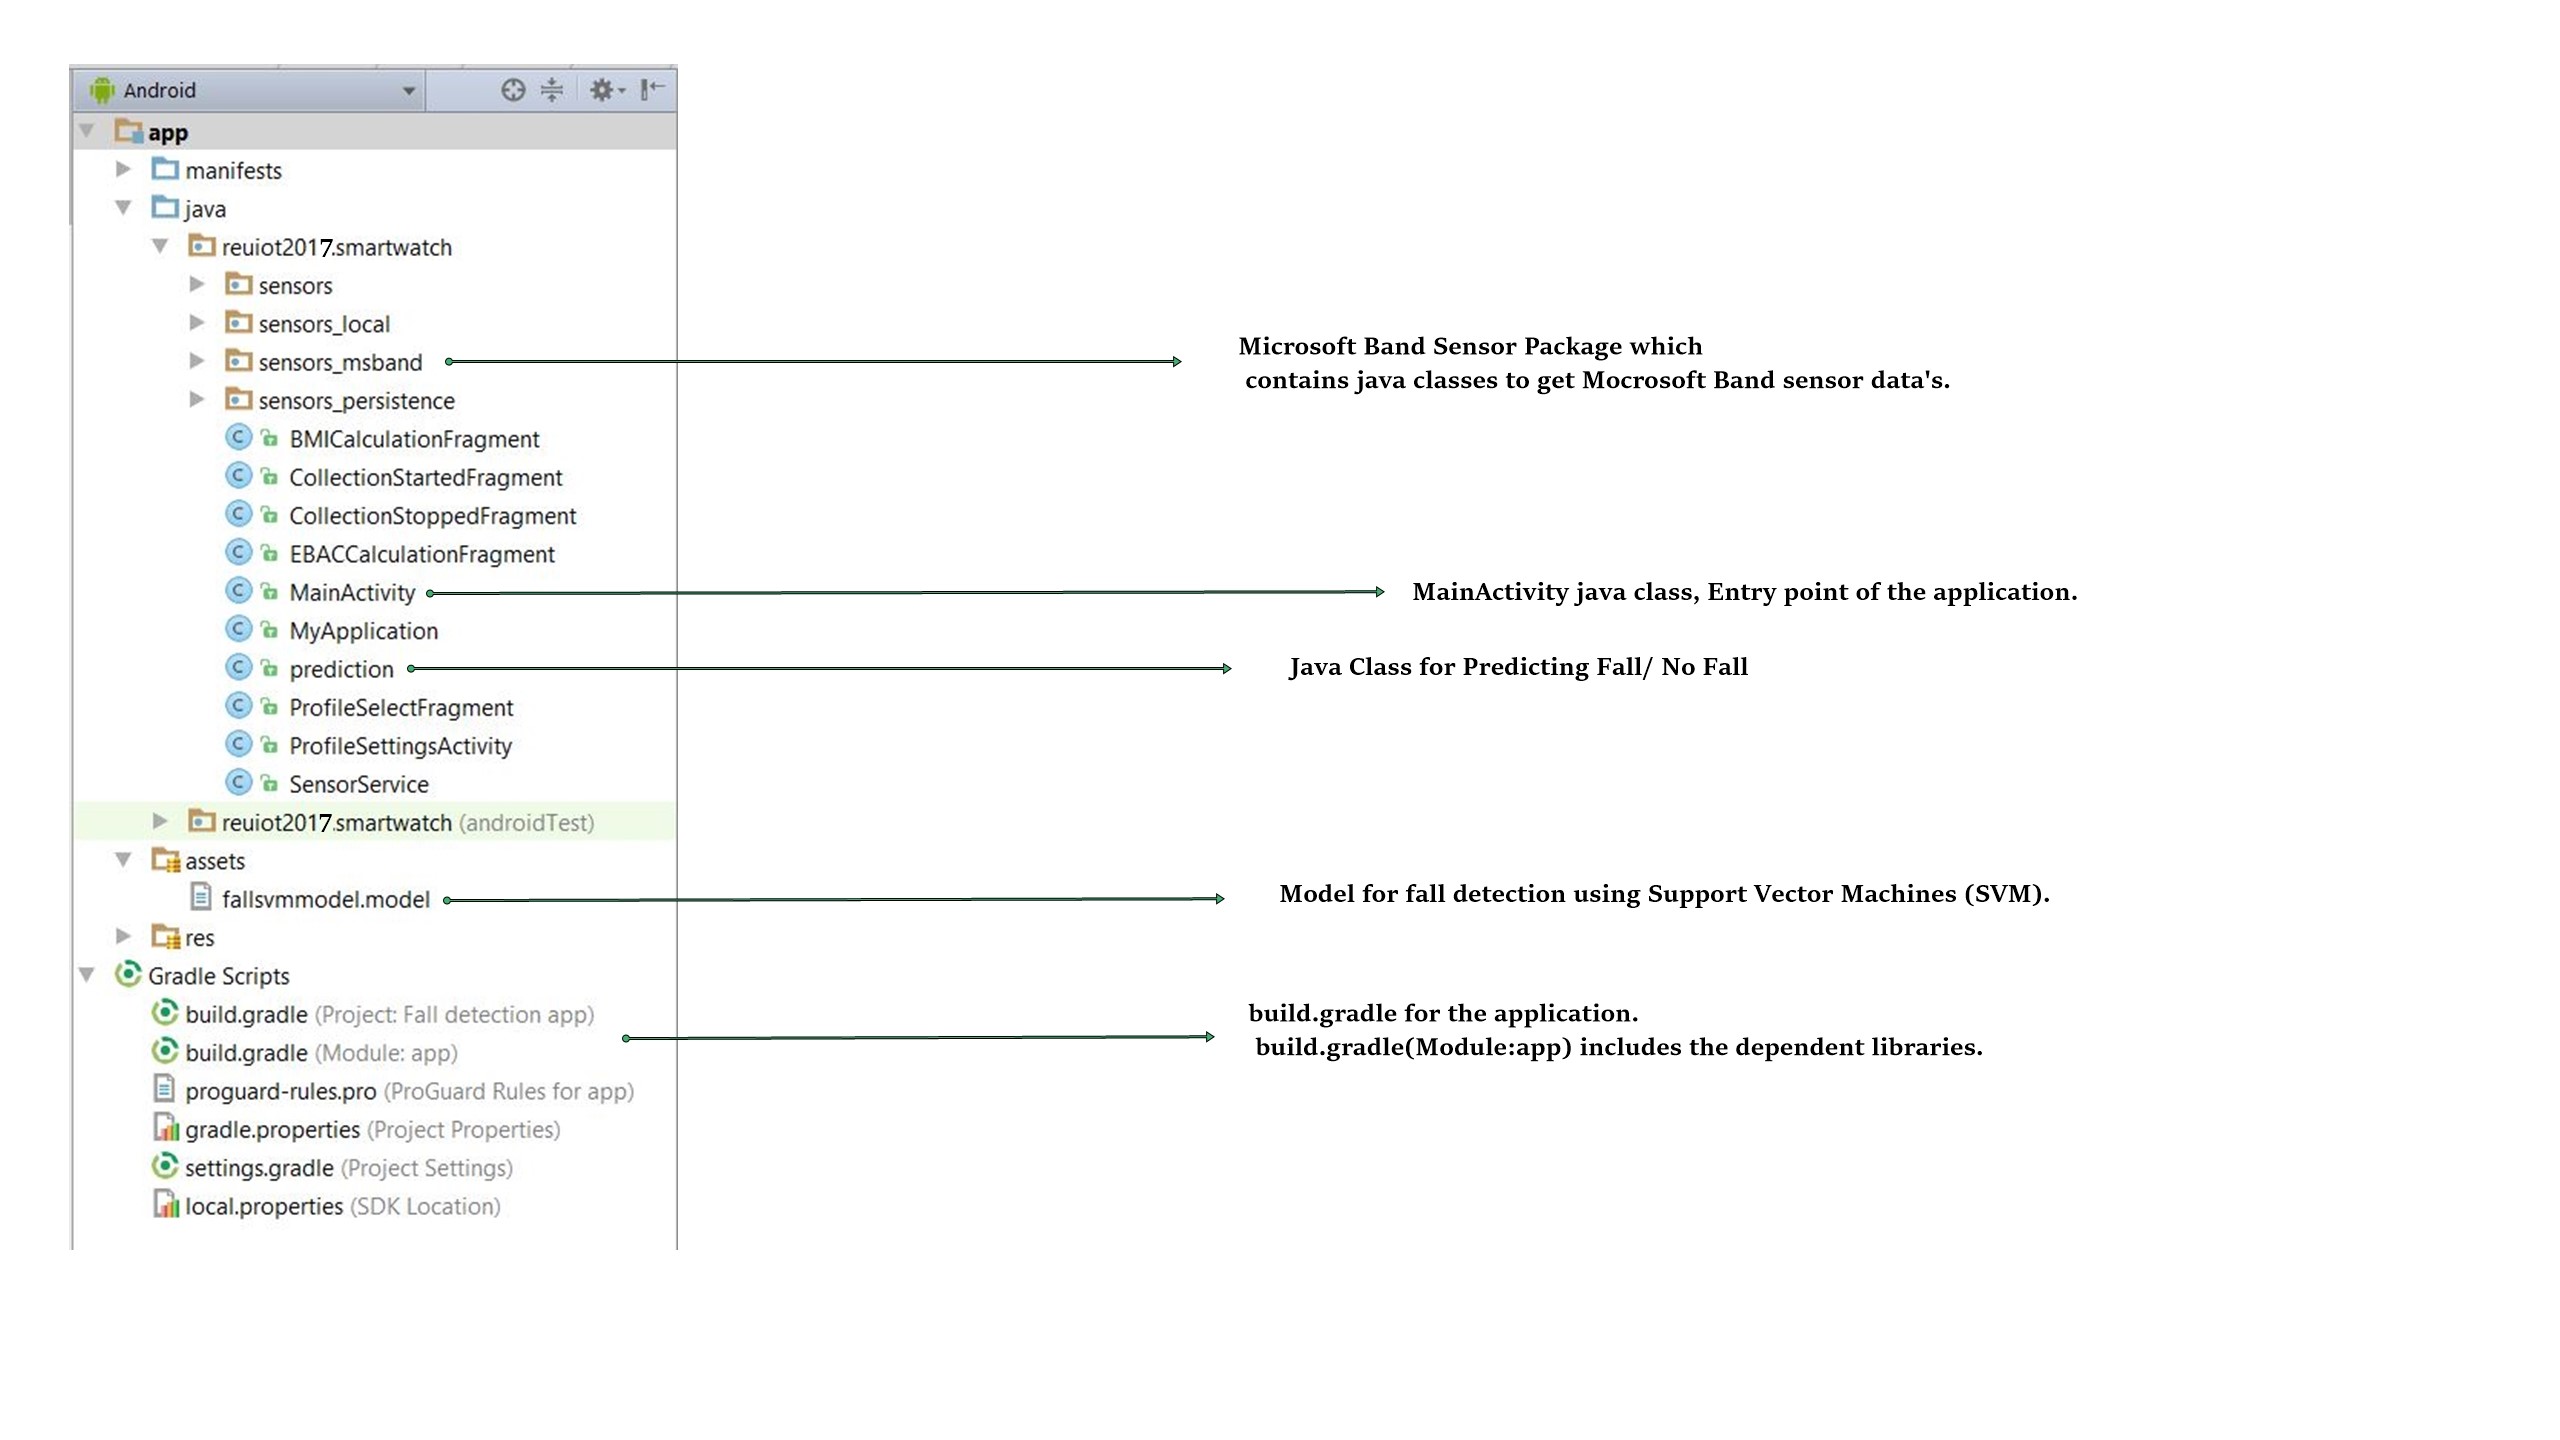 Android
app
manifests
java
reuiot2017.smartwatch
sensors
sensors_local
sensors_msband
Microsoft Band Sensor Package which
contains java classes to get Mocrosoft Band sensor data's.
sensors_persistence
BMICalculationFragment
CollectionStartedFragment
CollectionStoppedFragment
EBACCalculationFragment
MainActivity
MainActivity java class, Entry point of the application.
MyApplication
prediction
Java Class for Predicting Fall/ No Fall
ProfileSelectFragment
ProfileSettingsActivity
SensorService
reuiot2017.smartwatch (androidTest)
assets
fallsvmmodel.model
Model for fall detection using Support Vector Machines (SVM).
res
Gradle Scripts
build.gradle (Project: Fall detection app)
build.gradle (Module: app)
build.gradle for the application.
build.gradle(Module:app) includes the dependent libraries.
proguard-rules.pro (ProGuard Rules for app)
gradle.properties (Project Properties)
settings.gradle (Project Settings)
local.properties (SDK Location)